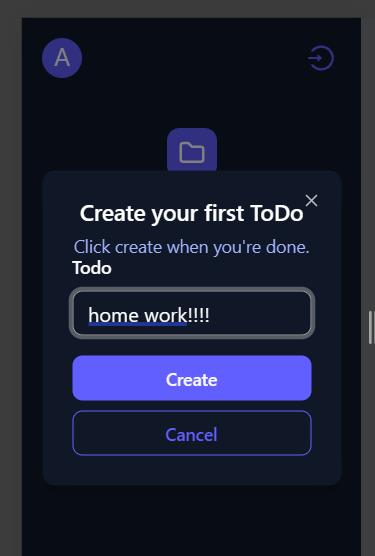 A
Create your first ToDo
Click create when you're done.
Todo
home work!!!!
Create
Cancel